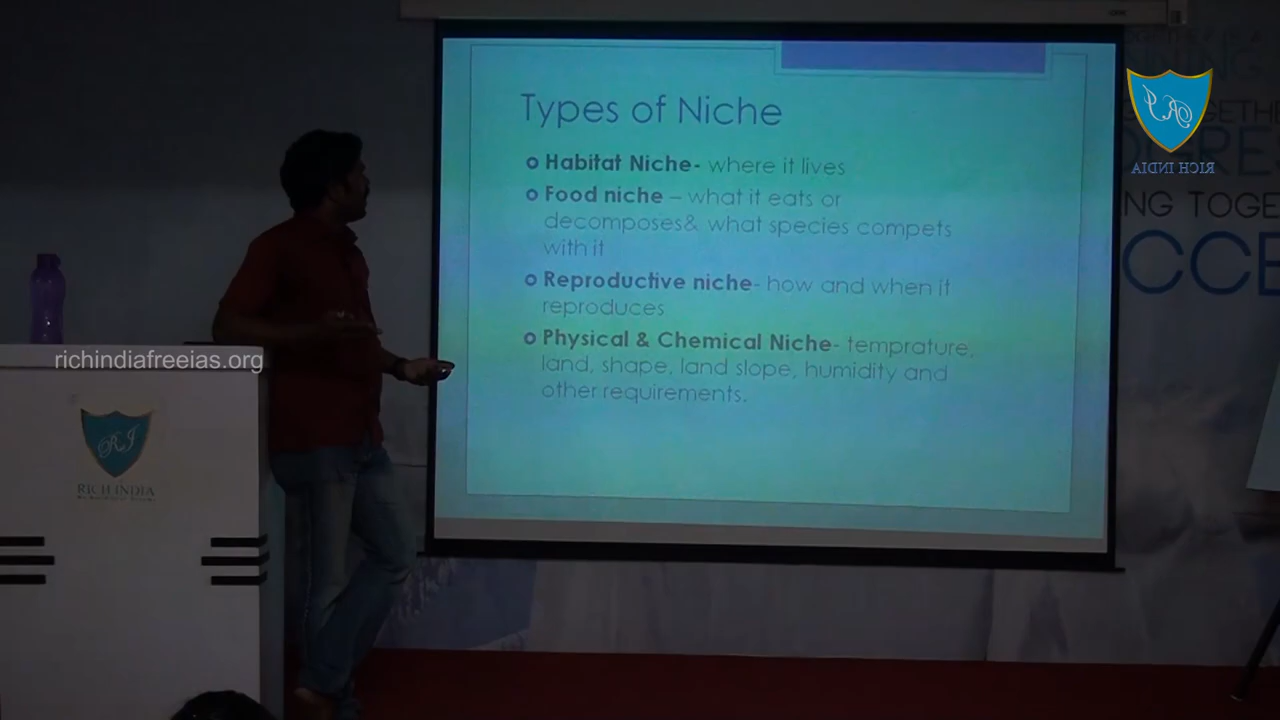 Types of Niche
Habitat Niche- where it lives
Food niche – what it eats or
decomposes& what species compets
with it
Reproductive niche- how and when it
reproduces
Physical & Chemical Niche- temprature,
land, shape, land slope, humidity and
other requirements.
RICH INDIA
NG TOGE
CCE
richindiafreeias.org
RI
RICH INDIA